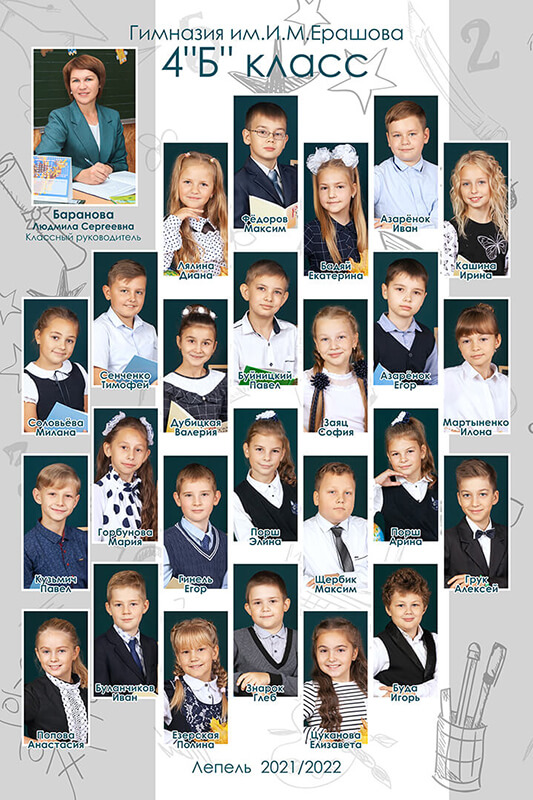 Гимназия им.И.М.Ерашова
4"Б" класс
Баранова
Людмила Сергеевна
Классный руководитель
Фёдоров
Максим
Азарёнок
Иван
Лялина
Диана
Бадяй
Екатерина
Кашина
Ирина
Сенченко
Тимофей
Буйницкий
Павел
Азарёнок
Егор
Соловьёва
Милана
Дубицкая
Валерия
Заяц
София
Мартыненко
Илона
Горбунова
Мария
Порш
Элина
Порш
Арина
Кузьмич
Павел
Гинель
Егор
Щербик
Максим
Грук
Алексей
Буланчиков
Иван
Знарок
Глеб
Буда
Игорь
Попова
Анастасия
Езерская
Полина
Цуканова
Елизавета
Лепель 2021/2022
2